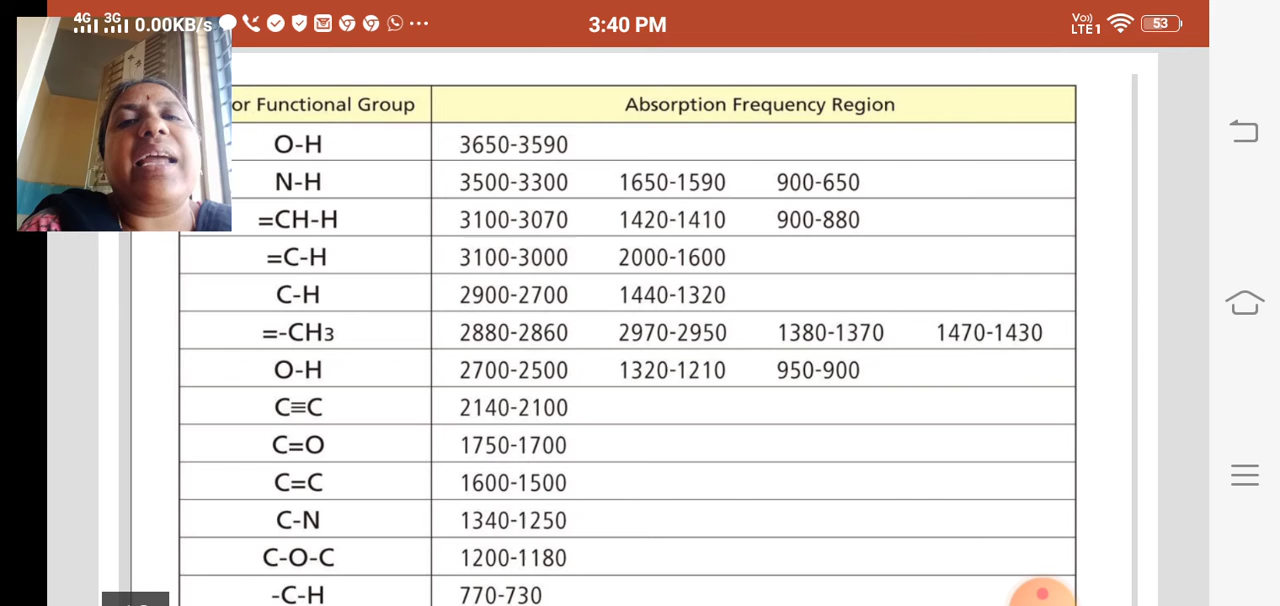 4G 3G 0.00KB/s 3:40 PM Vo)) LTE1 53
or Functional Group Absorption Frequency Region
O-H 3650-3590
N-H 3500-3300 1650-1590 900-650
=CH-H 3100-3070 1420-1410 900-880
=C-H 3100-3000 2000-1600
C-H 2900-2700 1440-1320
=-CH3 2880-2860 2970-2950 1380-1370 1470-1430
O-H 2700-2500 1320-1210 950-900
C≡C 2140-2100
C=O 1750-1700
C=C 1600-1500
C-N 1340-1250
C-O-C 1200-1180
-C-H 770-730